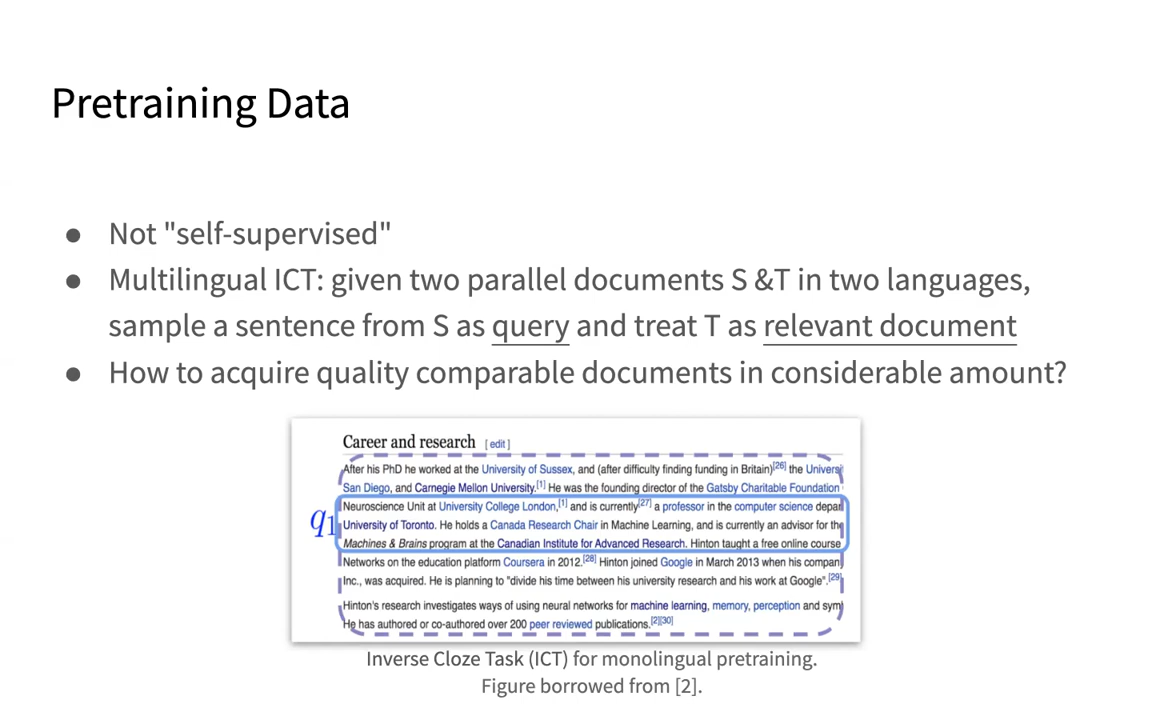 Pretraining Data
● Not "self-supervised"
● Multilingual ICT: given two parallel documents S &T in two languages,
sample a sentence from S as query and treat T as relevant document
● How to acquire quality comparable documents in considerable amount?
Career and research [ edit ]
After his PhD he worked at the University of Sussex, and (after difficulty finding funding in Britain)[26] the Universi
San Diego, and Carnegie Mellon University.[1] He was the founding director of the Gatsby Charitable Foundation
Neuroscience Unit at University College London,[1] and is currently[27] a professor in the computer science depar
q1
University of Toronto. He holds a Canada Research Chair in Machine Learning, and is currently an advisor for th
Machines & Brains program at the Canadian Institute for Advanced Research. Hinton taught a free online course
Networks on the education platform Coursera in 2012.[28] Hinton joined Google in March 2013 when his compan
Inc., was acquired. He is planning to "divide his time between his university research and his work at Google".[29]
Hinton's research investigates ways of using neural networks for machine learning, memory, perception and sym
He has authored or co-authored over 200 peer reviewed publications.[2][30]
Inverse Cloze Task (ICT) for monolingual pretraining.
Figure borrowed from [2].